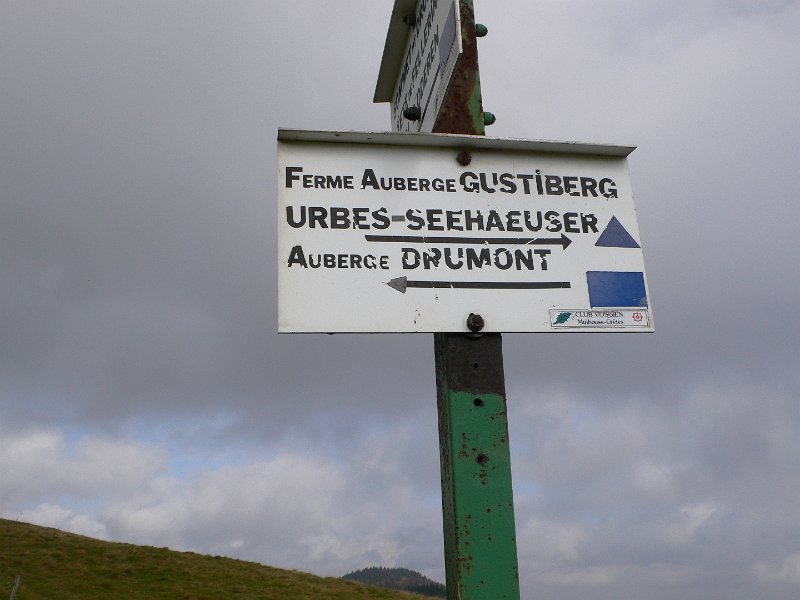 FERME AUBERGE GUSTIBERG
URBES-SEEHAEUSER
AUBERGE DRUMONT
CLUB VOSGIEN
Mulhouse-Crêtes